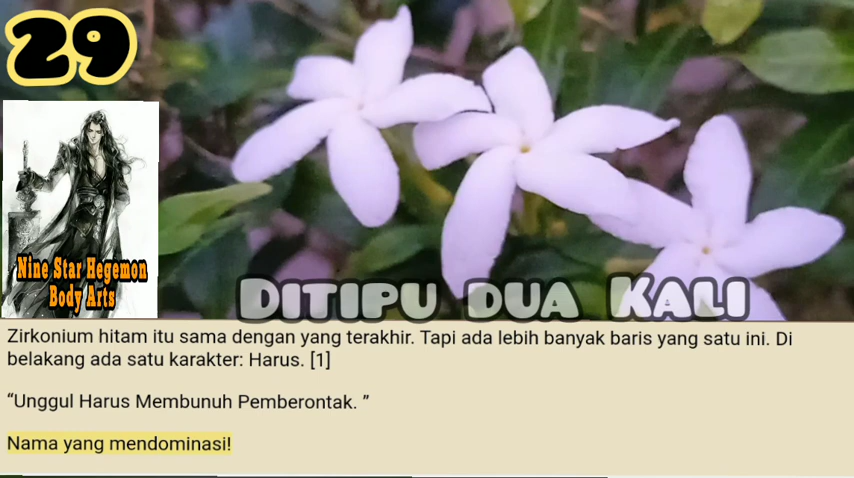 29
Nine Star Hegemon
Body Arts
DITIPU DUA KALI
Zirkonium hitam itu sama dengan yang terakhir. Tapi ada lebih banyak baris yang satu ini. Di
belakang ada satu karakter: Harus. [1]
“Unggul Harus Membunuh Pemberontak. ”
Nama yang mendominasi!